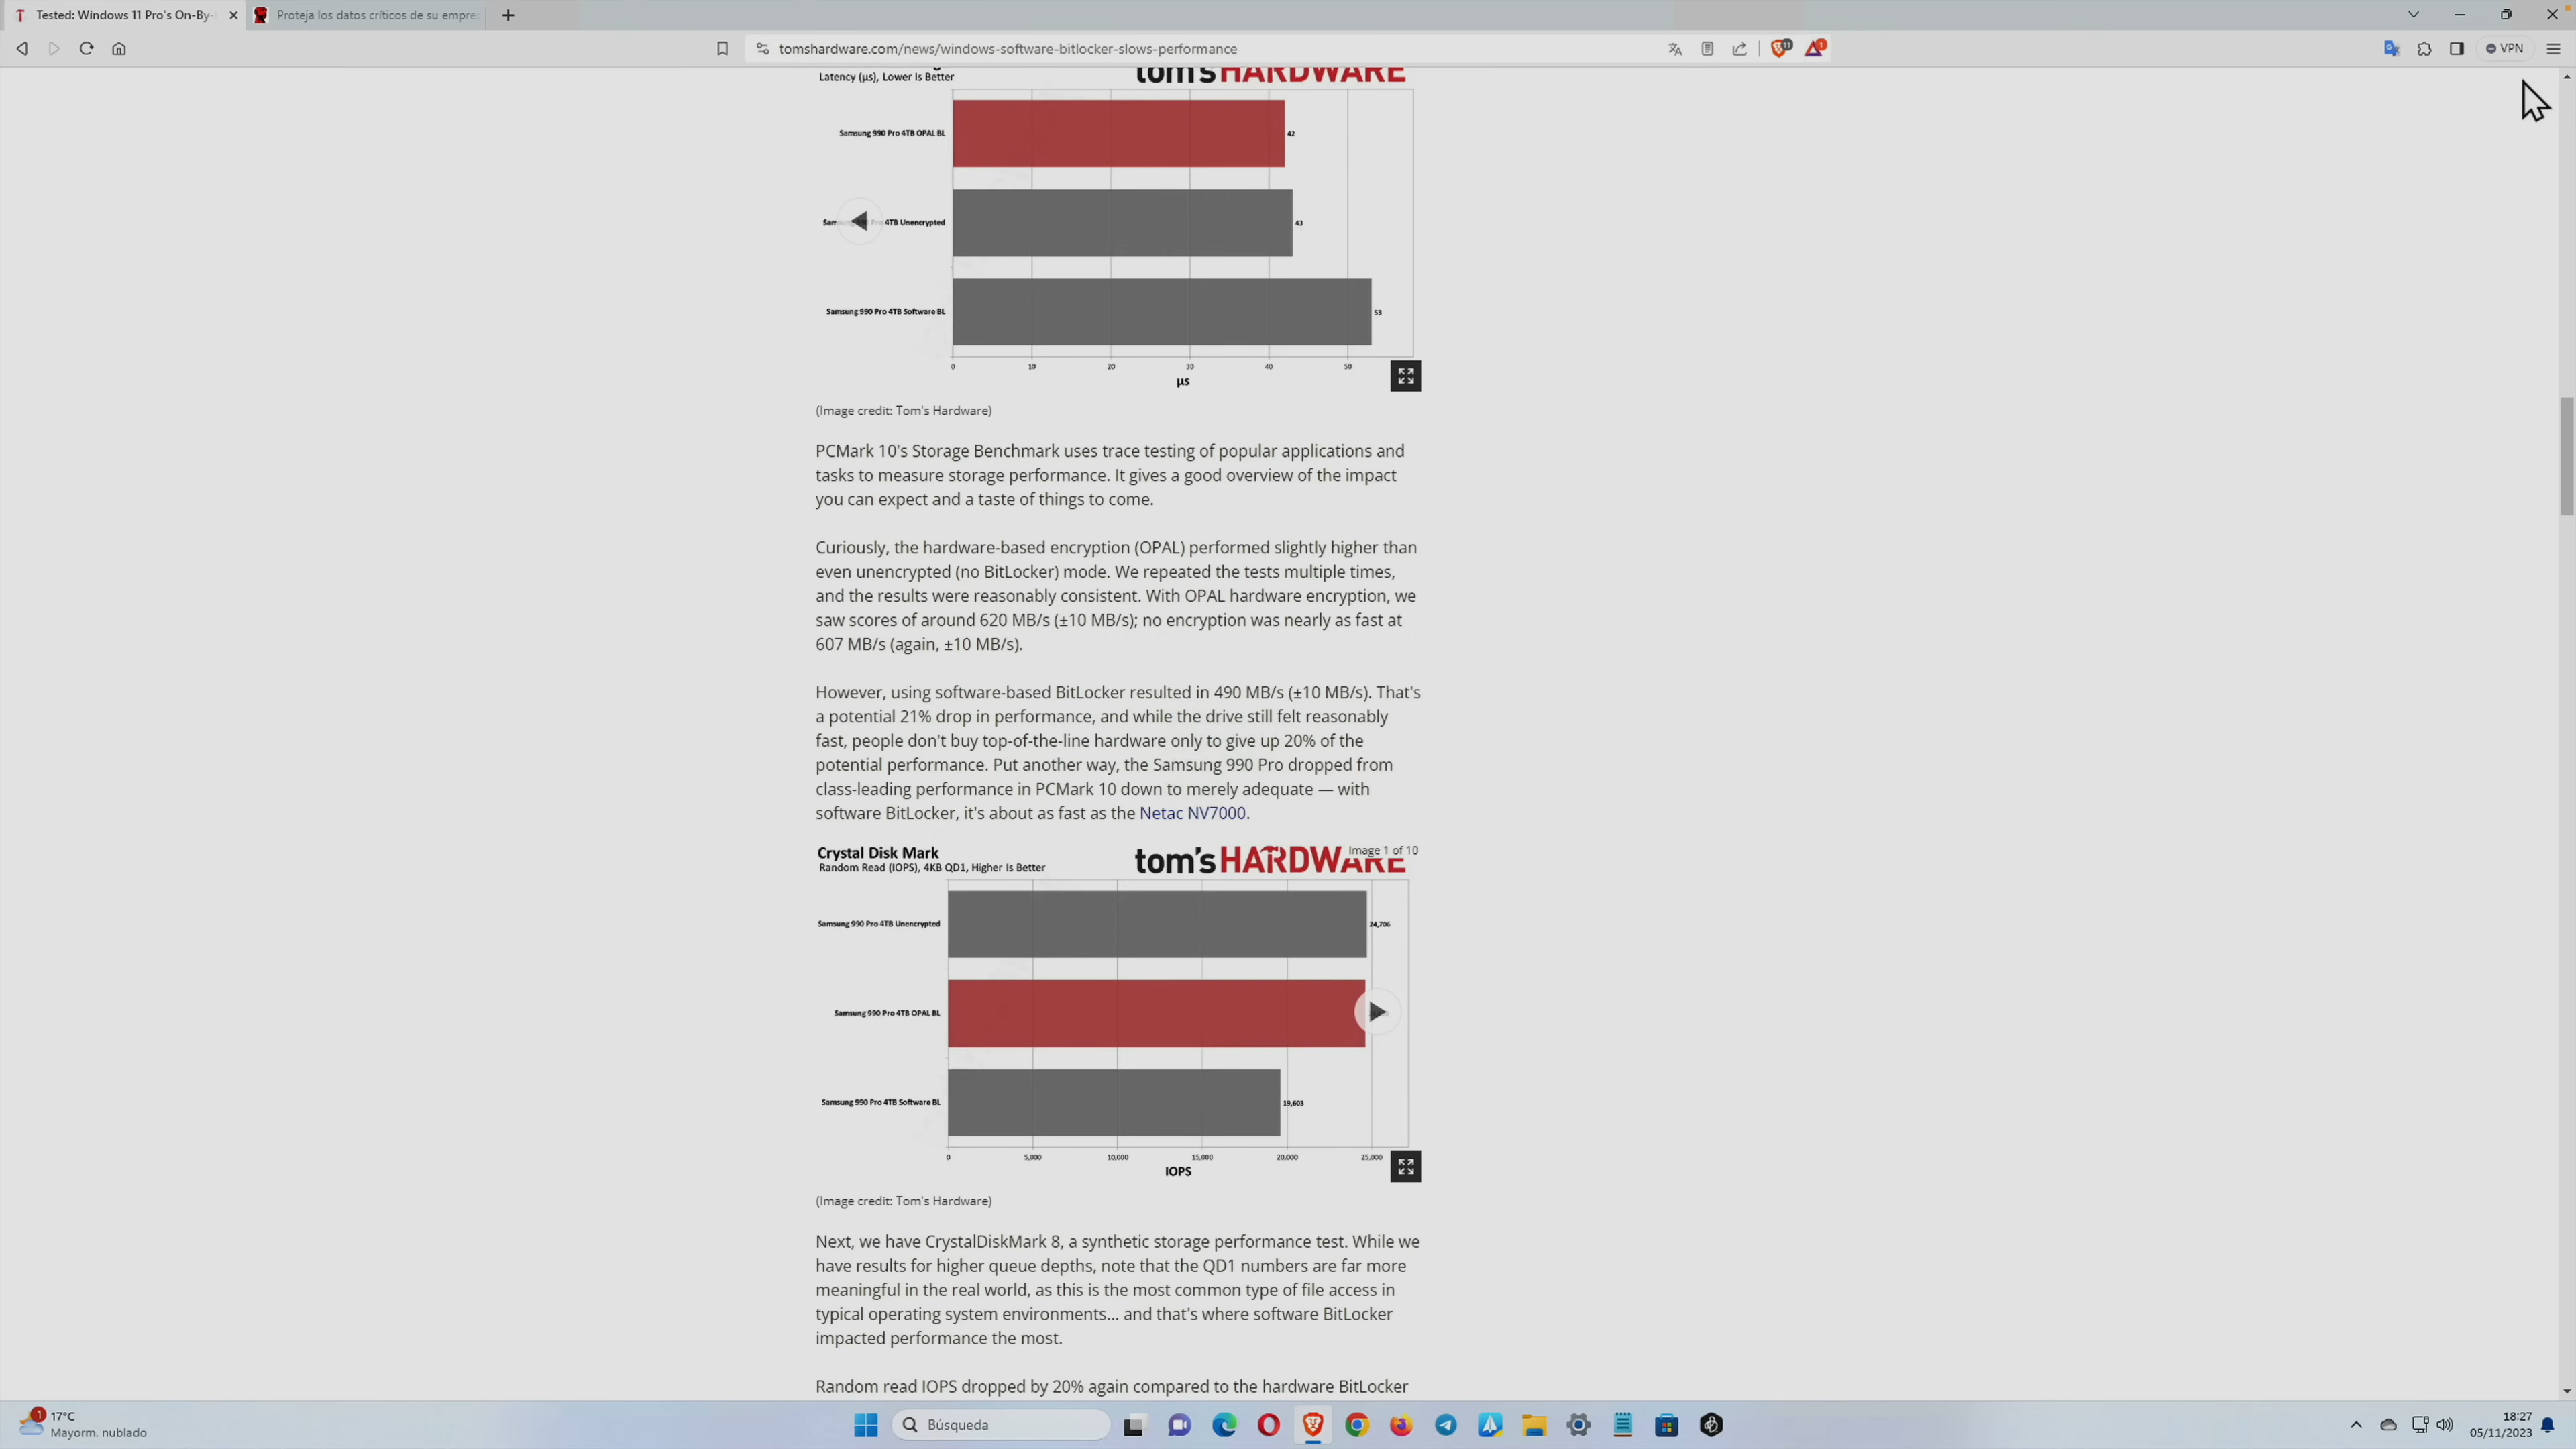 Tested: Windows 11 Pro's On-By-
Proteja los datos críticos de su empres
tomshardware.com/news/windows-software-bitlocker-slows-performance
11
1
VPN
Latency (µs), Lower Is Better
tom's HARDWARE
Samsung 990 Pro 4TB OPAL BL
42
Pro 4TB Unencrypted
43
Samsung 990 Pro 4TB Software BL
53
0 10 20 30 40 50
µs
(Image credit: Tom's Hardware)
PCMark 10's Storage Benchmark uses trace testing of popular applications and
tasks to measure storage performance. It gives a good overview of the impact
you can expect and a taste of things to come.
Curiously, the hardware-based encryption (OPAL) performed slightly higher than
even unencrypted (no BitLocker) mode. We repeated the tests multiple times,
and the results were reasonably consistent. With OPAL hardware encryption, we
saw scores of around 620 MB/s (±10 MB/s); no encryption was nearly as fast at
607 MB/s (again, ±10 MB/s).
However, using software-based BitLocker resulted in 490 MB/s (±10 MB/s). That's
a potential 21% drop in performance, and while the drive still felt reasonably
fast, people don't buy top-of-the-line hardware only to give up 20% of the
potential performance. Put another way, the Samsung 990 Pro dropped from
class-leading performance in PCMark 10 down to merely adequate — with
software BitLocker, it's about as fast as the Netac NV7000.
Crystal Disk Mark
Random Read (IOPS), 4KB QD1, Higher Is Better
tom's HARDWARE
Image 1 of 10
Samsung 990 Pro 4TB Unencrypted
24,706
Samsung 990 Pro 4TB OPAL BL
Samsung 990 Pro 4TB Software BL
19,603
0 5,000 10,000 15,000 20,000 25,000
IOPS
(Image credit: Tom's Hardware)
Next, we have CrystalDiskMark 8, a synthetic storage performance test. While we
have results for higher queue depths, note that the QD1 numbers are far more
meaningful in the real world, as this is the most common type of file access in
typical operating system environments... and that's where software BitLocker
impacted performance the most.
Random read IOPS dropped by 20% again compared to the hardware BitLocker
1
17°C
Mayorm. nublado
Búsqueda
18:27
05/11/2023